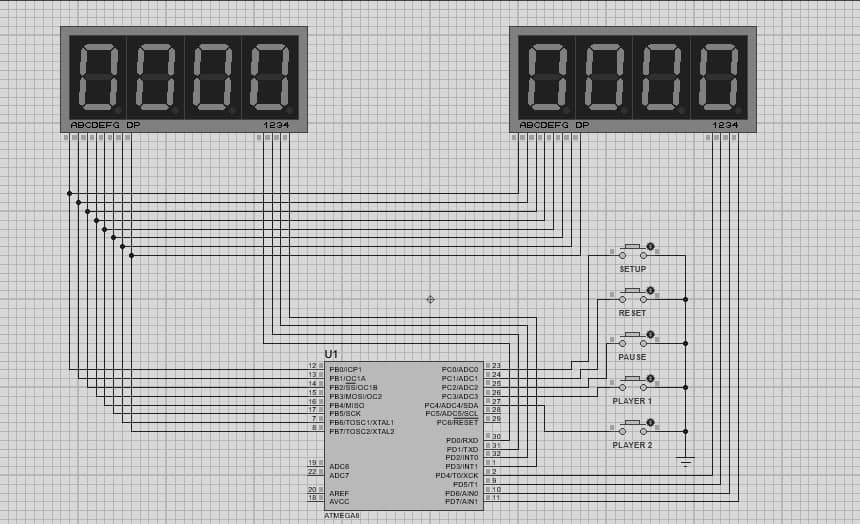 ABCDEFG DP 1234
ABCDEFG DP 1234
SETUP
RESET
PAUSE
PLAYER 1
PLAYER 2
U1
12 PB0/ICP1 PC0/ADC0 23
13 PB1/OC1A PC1/ADC1 24
14 PB2/SS/OC1B PC2/ADC2 25
15 PB3/MOSI/OC2 PC3/ADC3 26
16 PB4/MISO PC4/ADC4/SDA 27
17 PB5/SCK PC5/ADC5/SCL 28
7 PB6/TOSC1/XTAL1 PC6/RESET 29
8 PB7/TOSC2/XTAL2
PD0/RXD 30
PD1/TXD 31
PD2/INT0 32
19 ADC6 PD3/INT1 1
22 ADC7 PD4/T0/XCK 2
PD5/T1 9
20 AREF PD6/AIN0 10
18 AVCC PD7/AIN1 11
ATMEGA8